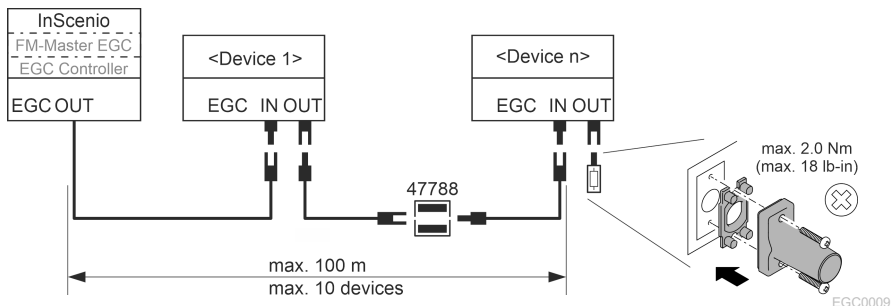 InScenio
FM-Master EGC
EGC Controller
EGC OUT
<Device 1>
EGC IN OUT
<Device n>
EGC IN OUT
47788
max. 100 m
max. 10 devices
max. 2.0 Nm
(max. 18 lb-in)
EGC0009